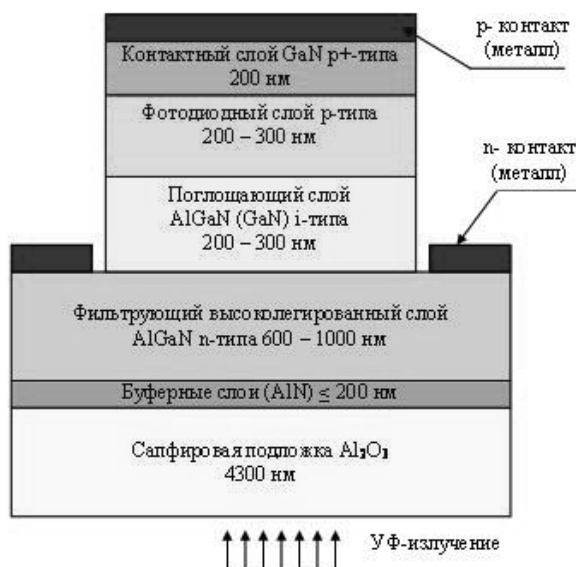 p- контакт
(металл)
Контактный слой GaN p+-типа
200 нм
Фотодиодный слой p-типа
200 – 300 нм
n- контакт
(металл)
Поглощающий слой
AlGaN (GaN) i-типа
200 – 300 нм
Фильтрующий высоколегированный слой
AlGaN n-типа 600 – 1000 нм
Буферные слои (AlN) ≤ 200 нм
Сапфировая подложка Al₂O₃
4300 нм
УФ-излучение